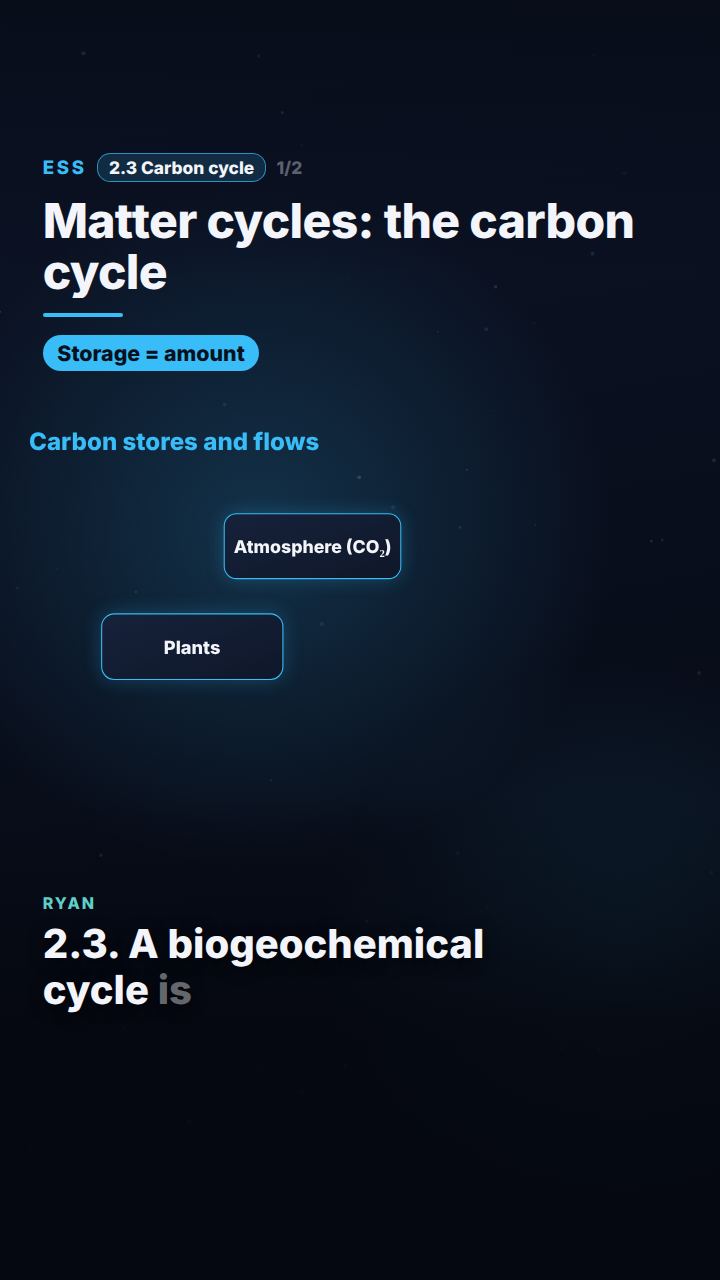 ESS 2.3 Carbon cycle 1/2
Matter cycles: the carbon
cycle
Storage = amount
Carbon stores and flows
Atmosphere (CO₂)
Plants
RYAN
2.3. A biogeochemical
cycle is